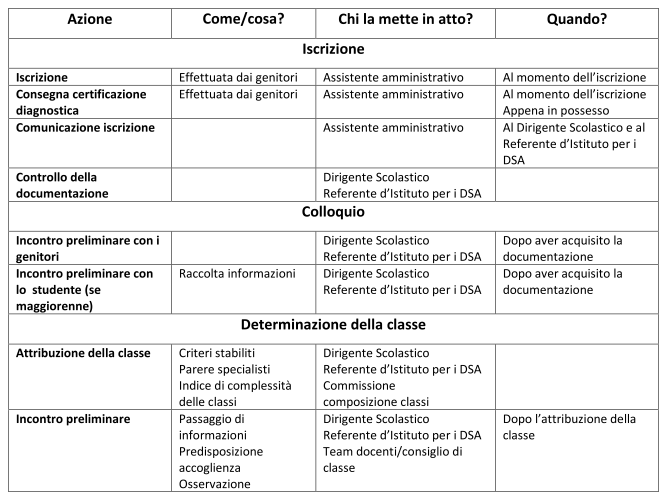 Azione
Come/cosa?
Chi la mette in atto?
Quando?
Iscrizione
Iscrizione
Effettuata dai genitori
Assistente amministrativo
Al momento dell'iscrizione
Consegna certificazione
diagnostica
Effettuata dai genitori
Assistente amministrativo
Al momento dell'iscrizione
Appena in possesso
Comunicazione iscrizione
Assistente amministrativo
Al Dirigente Scolastico e al
Referente d'Istituto per i
DSA
Controllo della
documentazione
Dirigente Scolastico
Referente d'Istituto per i DSA
Colloquio
Incontro preliminare con i
genitori
Dirigente Scolastico
Referente d'Istituto per i DSA
Dopo aver acquisito la
documentazione
Incontro preliminare con
lo  studente (se
maggiorenne)
Raccolta informazioni
Dirigente Scolastico
Referente d'Istituto per i DSA
Dopo aver acquisito la
documentazione
Determinazione della classe
Attribuzione della classe
Criteri stabiliti
Parere specialisti
Indice di complessità
delle classi
Dirigente Scolastico
Referente d'Istituto per i DSA
Commissione
composizione classi
Incontro preliminare
Passaggio di
informazioni
Predisposizione
accoglienza
Osservazione
Dirigente Scolastico
Referente d'Istituto per i DSA
Team docenti/consiglio di
classe
Dopo l'attribuzione della
classe